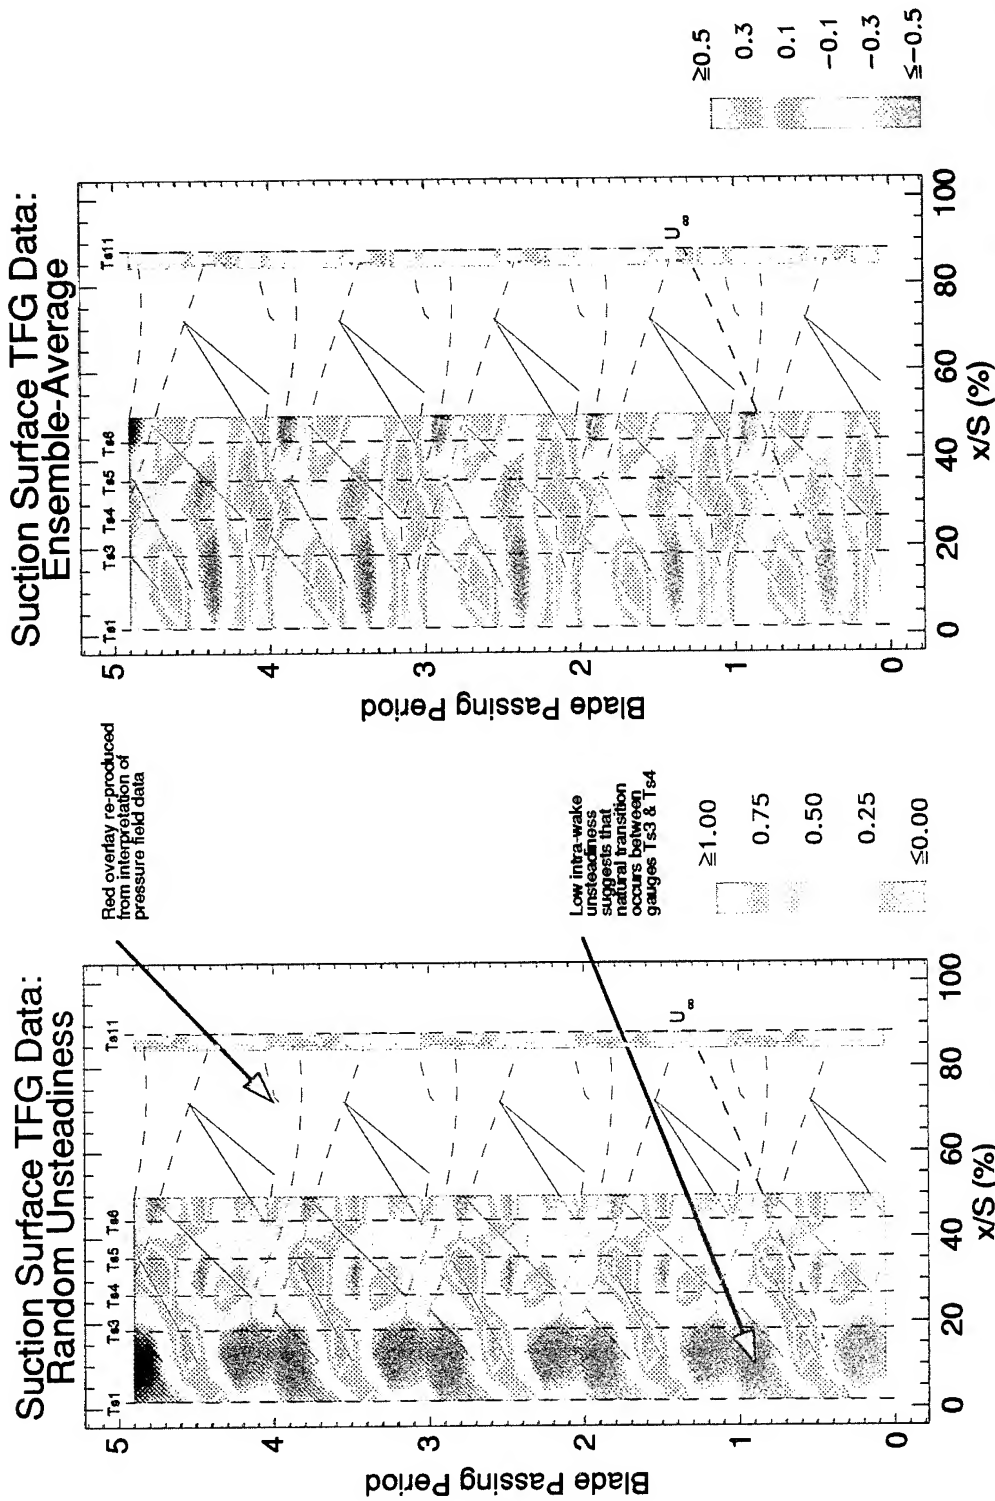 Suction Surface TFG Data:
Random Unsteadiness
Ts1
Ts3
Ts4
Ts5
Ts6
Ts11
5
4
3
2
1
0
Blade Passing Period
0
20
40
60
80
100
x/S (%)
U∞
≥1.00
0.75
0.50
0.25
≤0.00
Red overlay re-produced
from interpretation of
pressure field data
Low intra-wake
unsteadiness
suggests that
natural transition
occurs between
gauges Ts3 & Ts4
Suction Surface TFG Data:
Ensemble-Average
Ts1
Ts3
Ts4
Ts5
Ts6
Ts11
5
4
3
2
1
0
Blade Passing Period
0
20
40
60
80
100
x/S (%)
U∞
≥0.5
0.3
0.1
-0.1
-0.3
≤-0.5